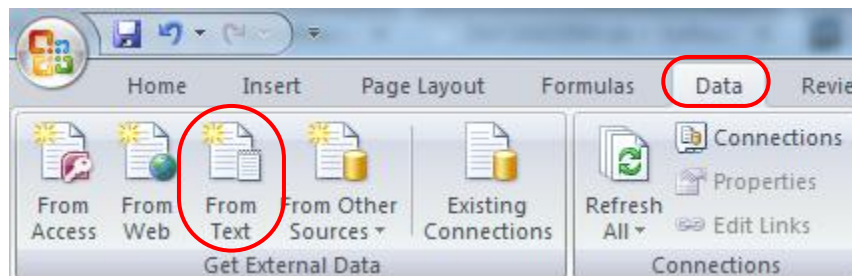 Home Insert Page Layout Formulas Data Revie
From Access
From Web
From Text
From Other Sources
Existing Connections
Get External Data
Refresh All
Connections
Properties
Edit Links
Connections